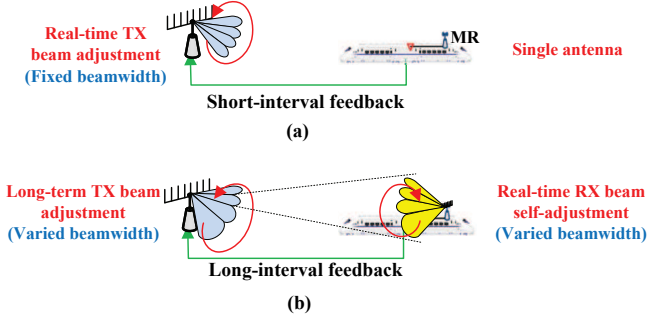 Real-time TX
beam adjustment
(Fixed beamwidth)
MR
Single antenna
Short-interval feedback
(a)
Long-term TX beam
adjustment
(Varied beamwidth)
Real-time RX beam
self-adjustment
(Varied beamwidth)
Long-interval feedback
(b)